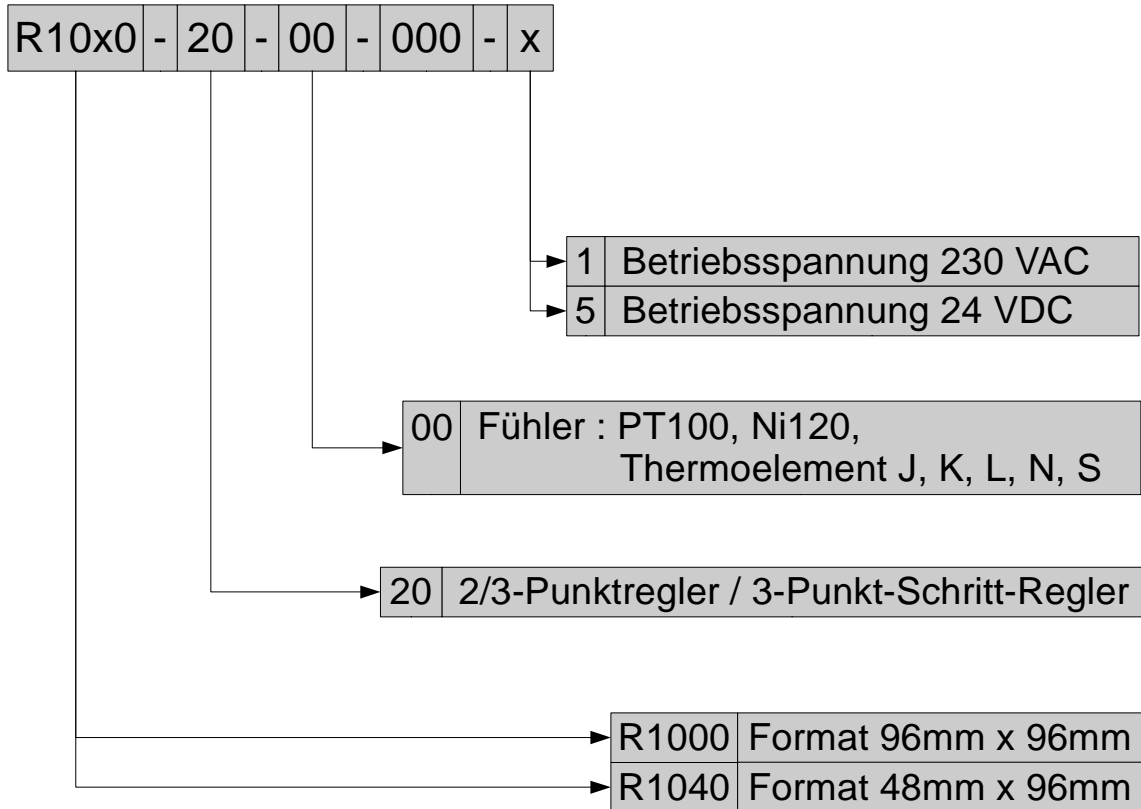 R10x0 - 20 - 00 - 000 - x
1 Betriebsspannung 230 VAC
5 Betriebsspannung 24 VDC
00 Fühler : PT100, Ni120,
Thermoelement J, K, L, N, S
20 2/3-Punktregler / 3-Punkt-Schritt-Regler
R1000 Format 96mm x 96mm
R1040 Format 48mm x 96mm